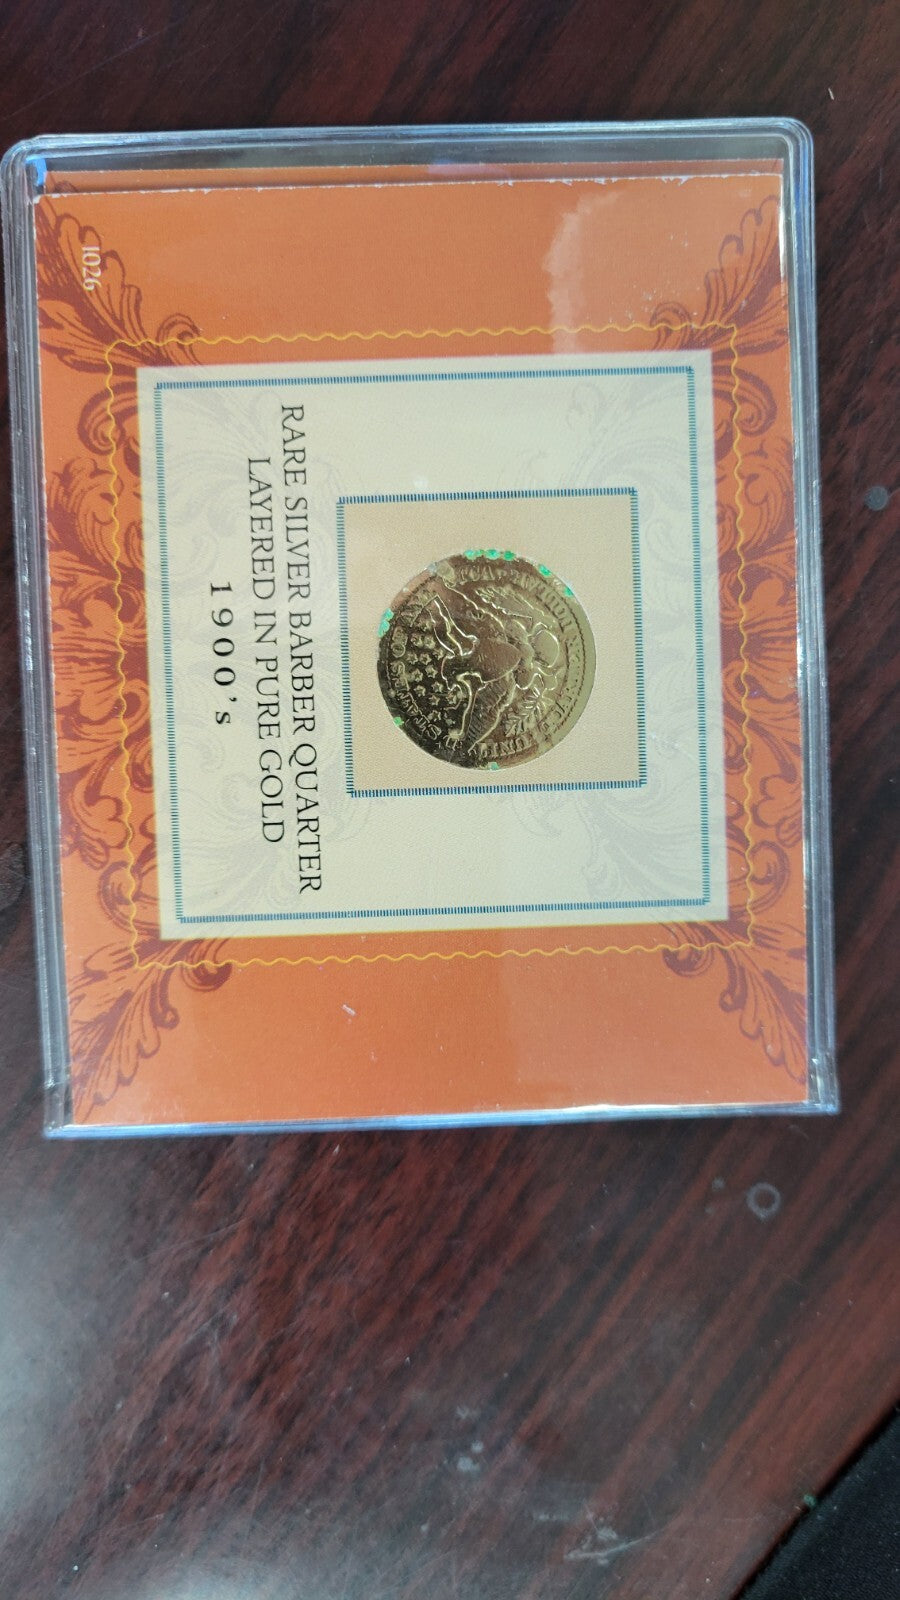 1026
RARE SILVER BARBER QUARTER
LAYERED IN PURE GOLD
1900's